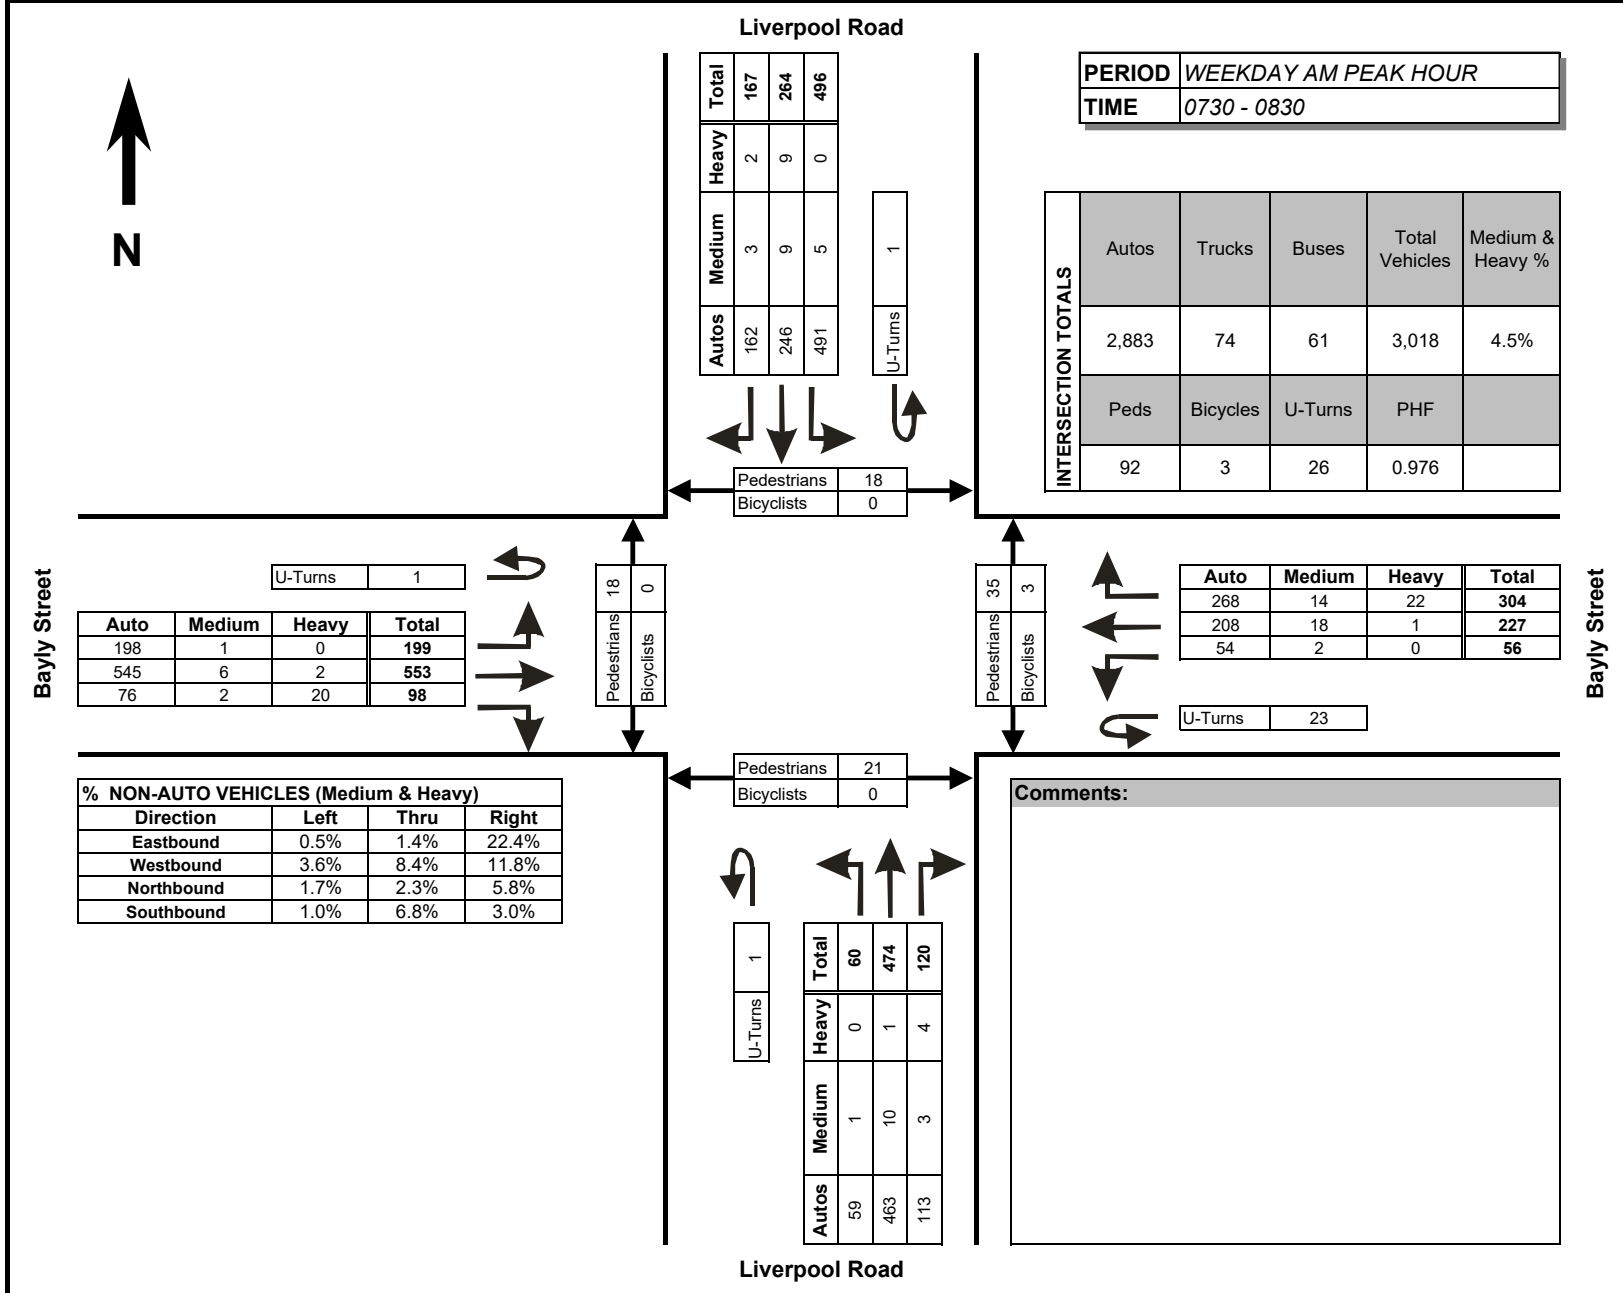 Liverpool Road
Total 167 264 496
Heavy 2 9 0
Medium 3 9 5
Autos 162 246 491
U-Turns 1
PERIOD WEEKDAY AM PEAK HOUR
TIME 0730 - 0830
N
INTERSECTION TOTALS
Autos Trucks Buses Total Vehicles Medium & Heavy %
2,883 74 61 3,018 4.5%
Peds Bicycles U-Turns PHF
92 3 26 0.976
Pedestrians 18
Bicyclists 0
Bayly Street
U-Turns 1
Auto Medium Heavy Total
198 1 0 199
545 6 2 553
76 2 20 98
Pedestrians 18
Bicyclists 0
Pedestrians 35
Bicyclists 3
Auto Medium Heavy Total
268 14 22 304
208 18 1 227
54 2 0 56
U-Turns 23
Bayly Street
Pedestrians 21
Bicyclists 0
% NON-AUTO VEHICLES (Medium & Heavy)
Direction Left Thru Right
Eastbound 0.5% 1.4% 22.4%
Westbound 3.6% 8.4% 11.8%
Northbound 1.7% 2.3% 5.8%
Southbound 1.0% 6.8% 3.0%
Comments:
U-Turns 1
Total 60 474 120
Heavy 0 1 4
Medium 1 10 3
Autos 59 463 113
Liverpool Road